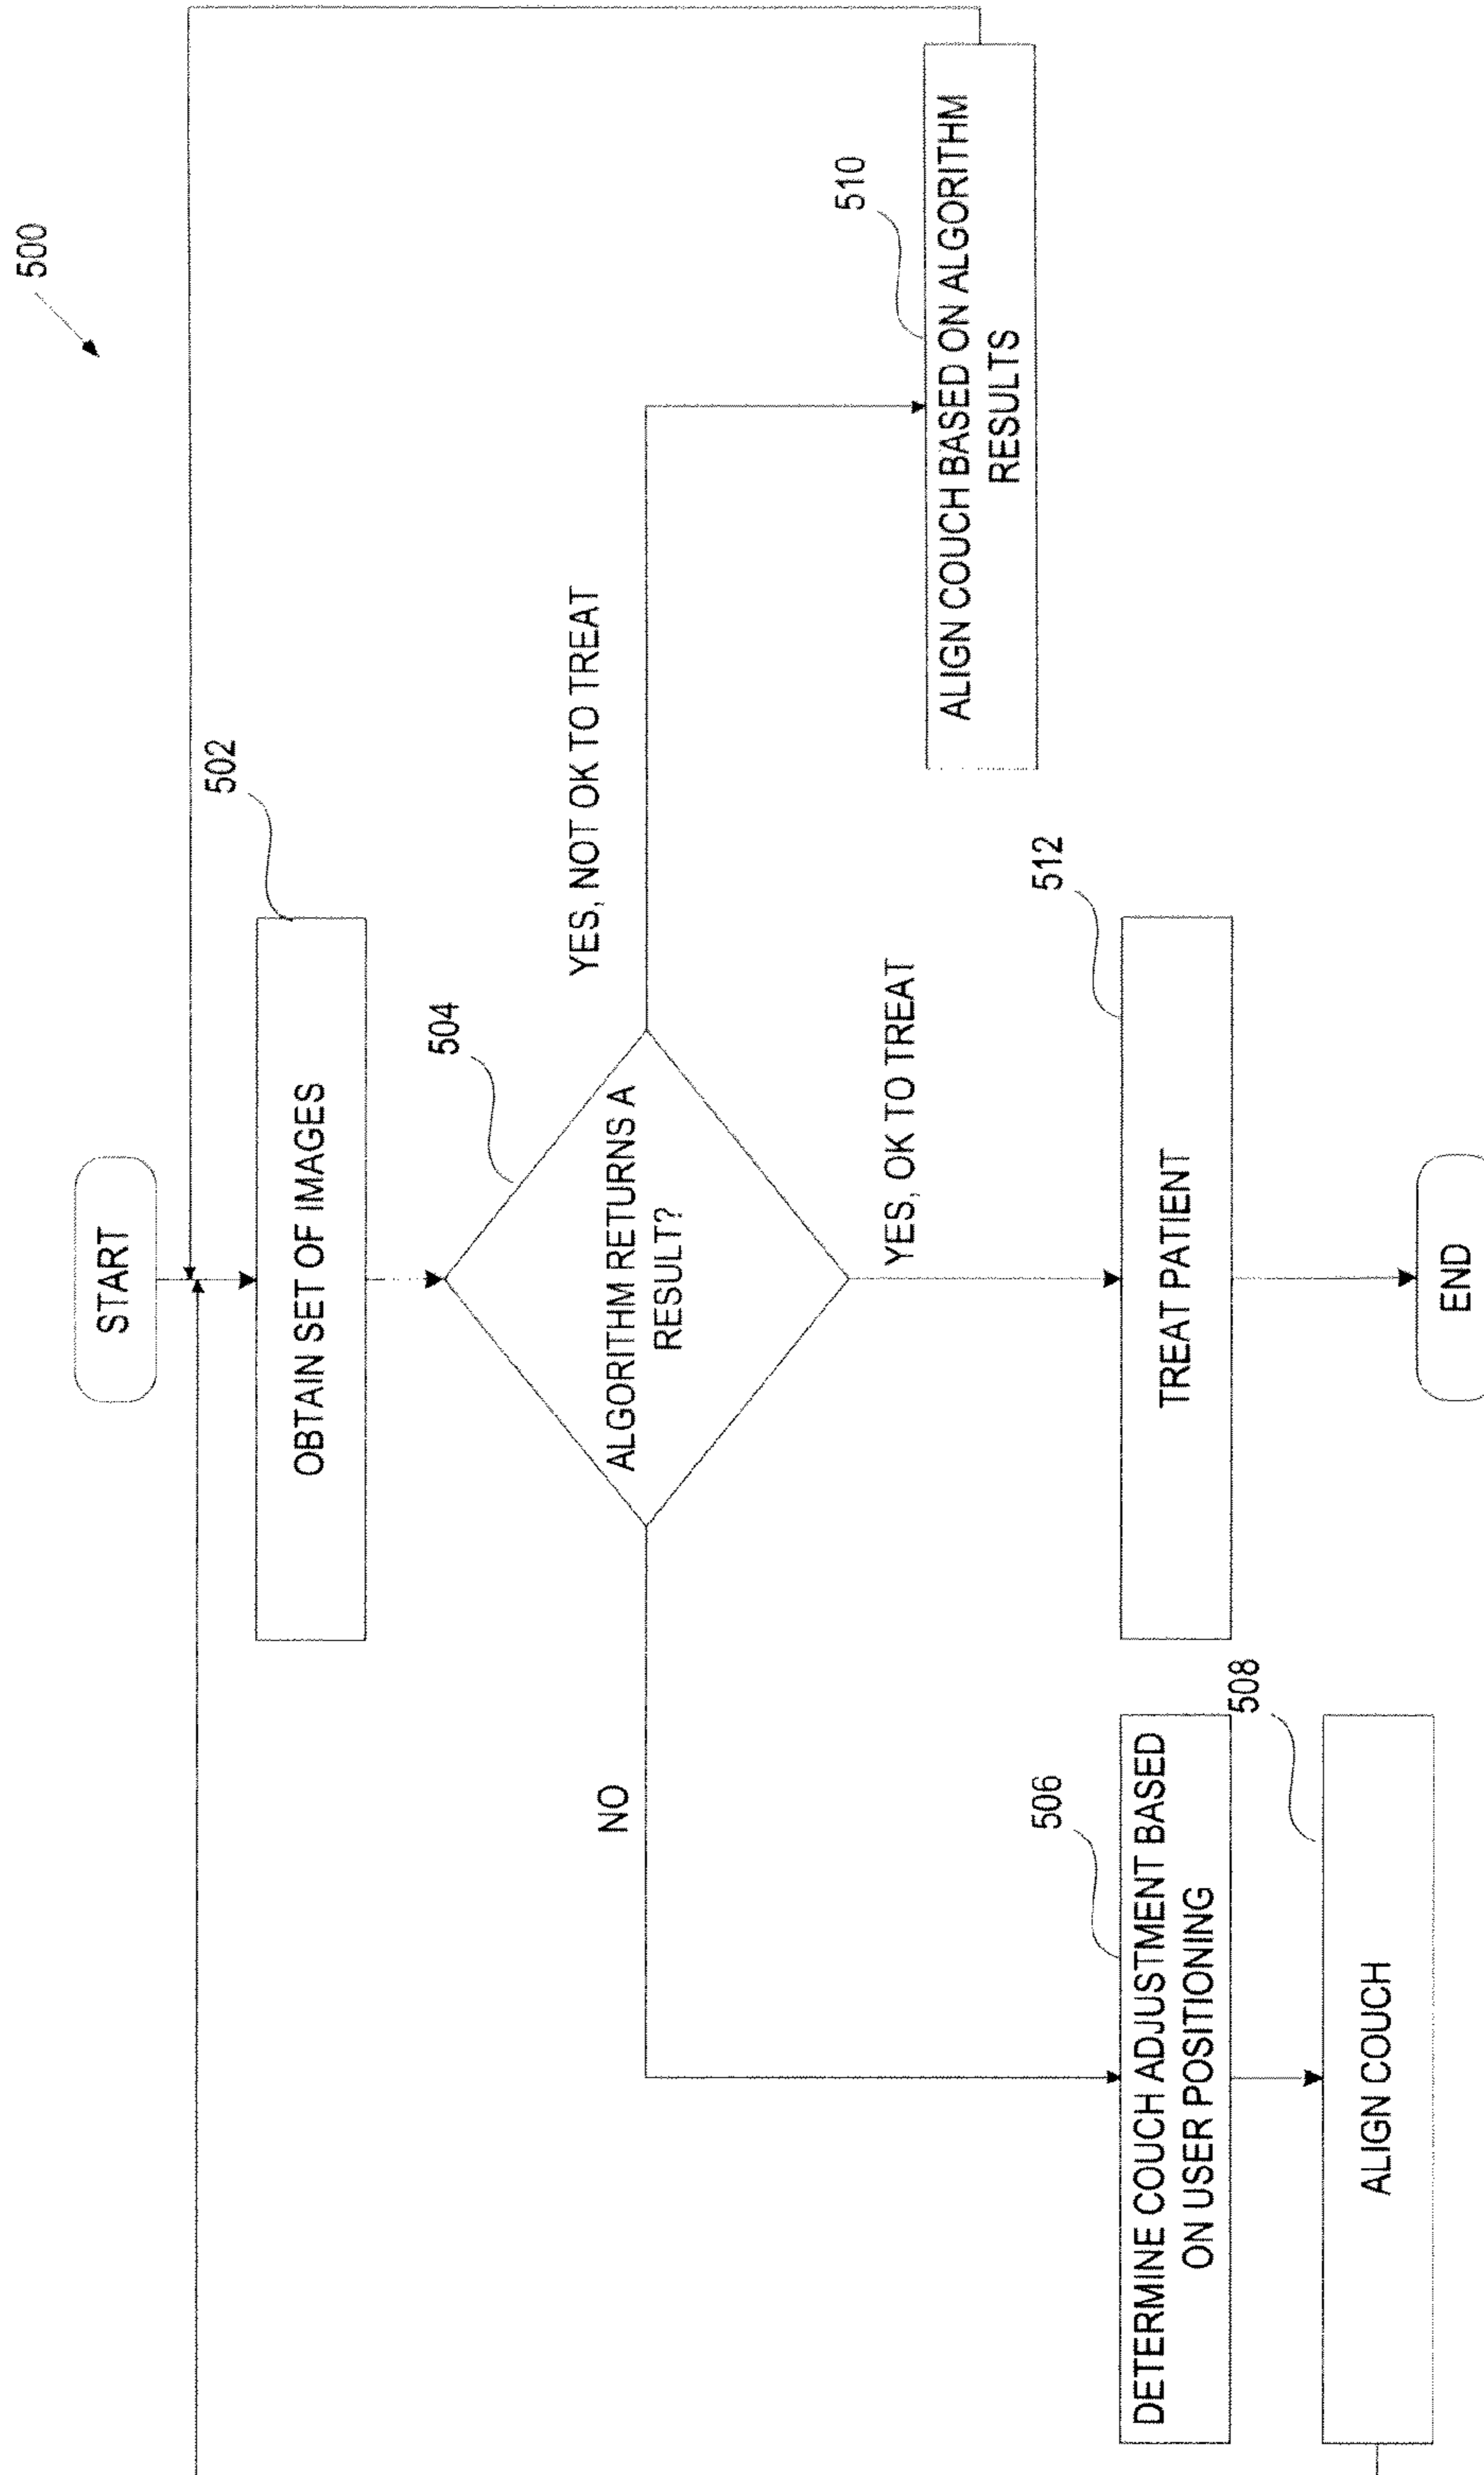 500
START
502
OBTAIN SET OF IMAGES
504
ALGORITHM RETURNS A
RESULT?
NO
YES, NOT OK TO TREAT
YES, OK TO TREAT
506
DETERMINE COUCH ADJUSTMENT BASED
ON USER POSITIONING
508
ALIGN COUCH
512
TREAT PATIENT
510
ALIGN COUCH BASED ON ALGORITHM
RESULTS
END